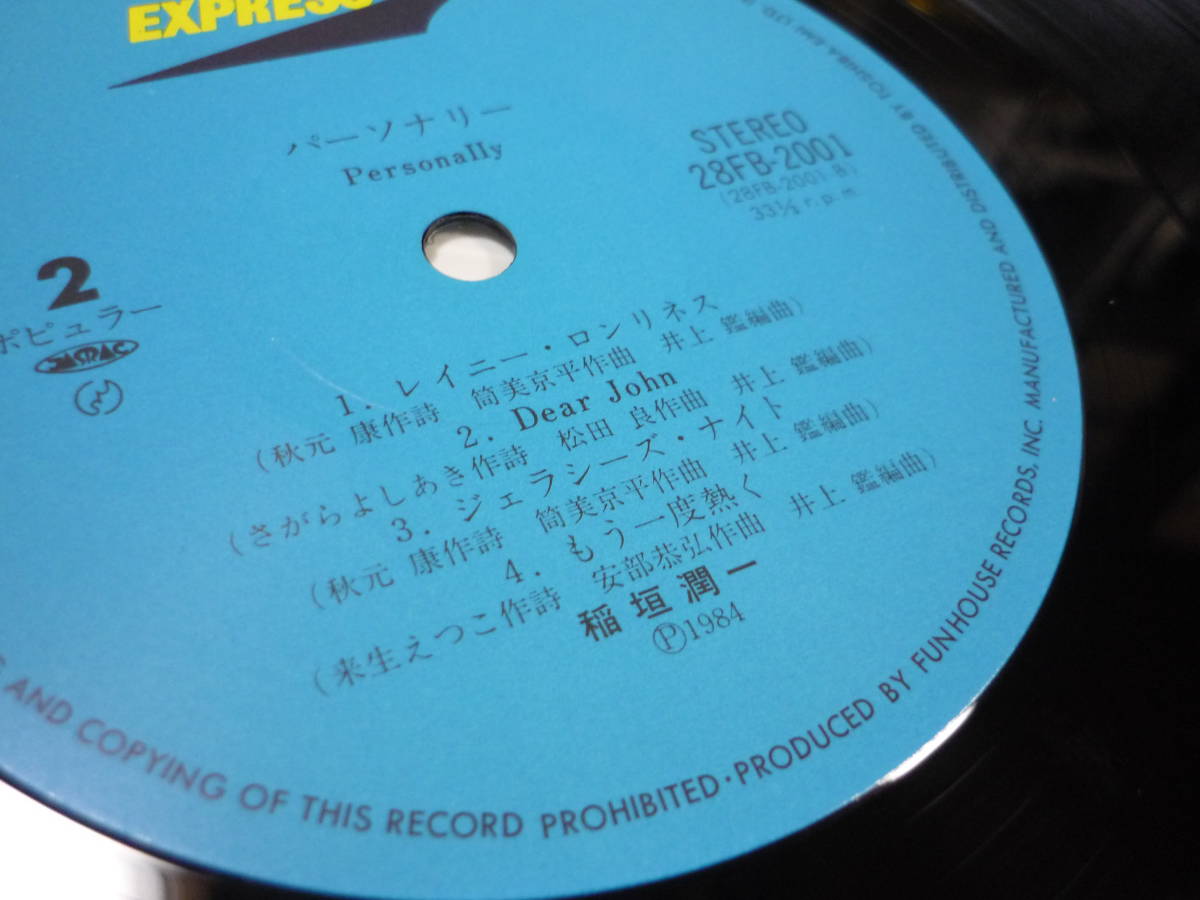 EXPRESS
パーソナリー
Personally
STEREO
28FB-2001
(28FB-2001 B)
33⅓ r.p.m
2
ポピュラー
JASRAC
1. レイニー・ロンリネス
(秋元 康作詩 筒美京平作曲 井上 鑑編曲)
2. Dear John
(さがらよしあき作詩 松田 良作曲 井上 鑑編曲)
3. ジェラシーズ・ナイト
(秋元 康作詩 筒美京平作曲 井上 鑑編曲)
4. もう一度熱く
(来生えつこ作詩 安部恭弘作曲 井上 鑑編曲)
稲垣潤一
Ⓟ1984
AND COPYING OF THIS RECORD PROHIBITED・PRODUCED BY FUN HOUSE RECORDS, INC. MANUFACTURED AND DISTRIBUTED BY TOSHIBA-EMI LTD.